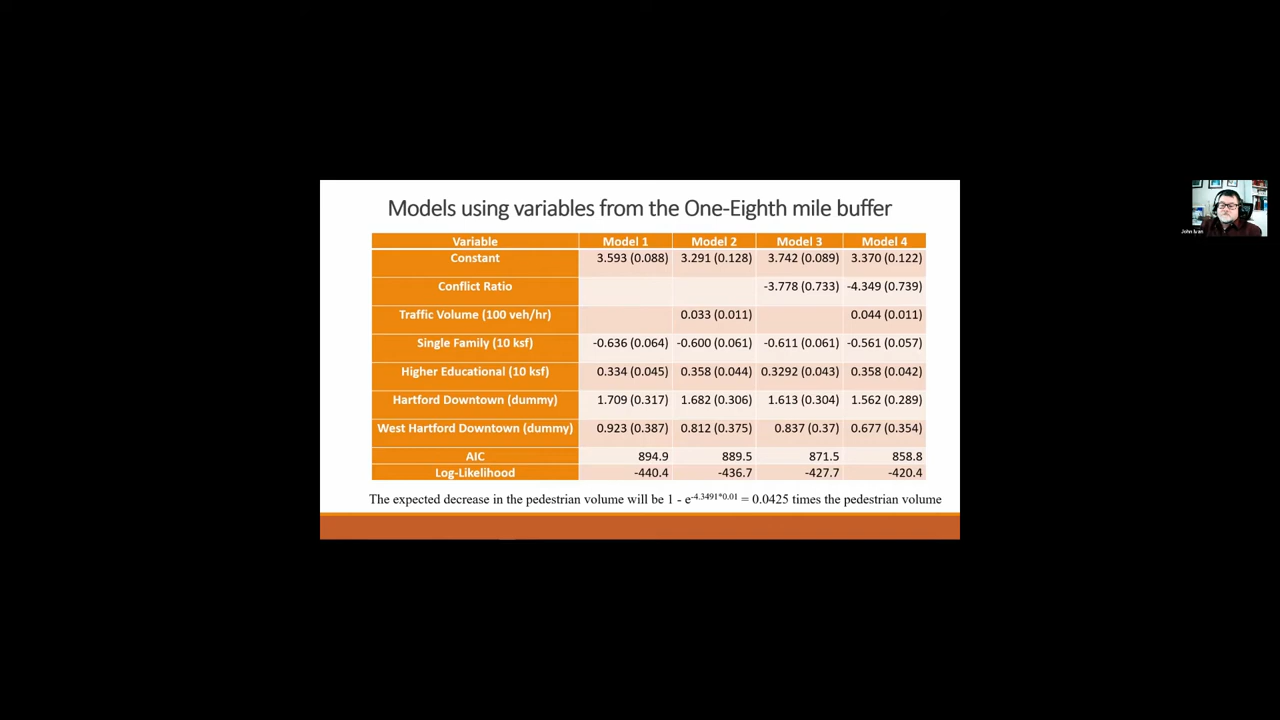 Models using variables from the One-Eighth mile buffer
Variable Model 1 Model 2 Model 3 Model 4
Constant 3.593 (0.088) 3.291 (0.128) 3.742 (0.089) 3.370 (0.122)
Conflict Ratio -3.778 (0.733) -4.349 (0.739)
Traffic Volume (100 veh/hr) 0.033 (0.011) 0.044 (0.011)
Single Family (10 ksf) -0.636 (0.064) -0.600 (0.061) -0.611 (0.061) -0.561 (0.057)
Higher Educational (10 ksf) 0.334 (0.045) 0.358 (0.044) 0.3292 (0.043) 0.358 (0.042)
Hartford Downtown (dummy) 1.709 (0.317) 1.682 (0.306) 1.613 (0.304) 1.562 (0.289)
West Hartford Downtown (dummy) 0.923 (0.387) 0.812 (0.375) 0.837 (0.37) 0.677 (0.354)
AIC 894.9 889.5 871.5 858.8
Log-Likelihood -440.4 -436.7 -427.7 -420.4
The expected decrease in the pedestrian volume will be 1 - e-4.3491*0.01 = 0.0425 times the pedestrian volume
John Ivan